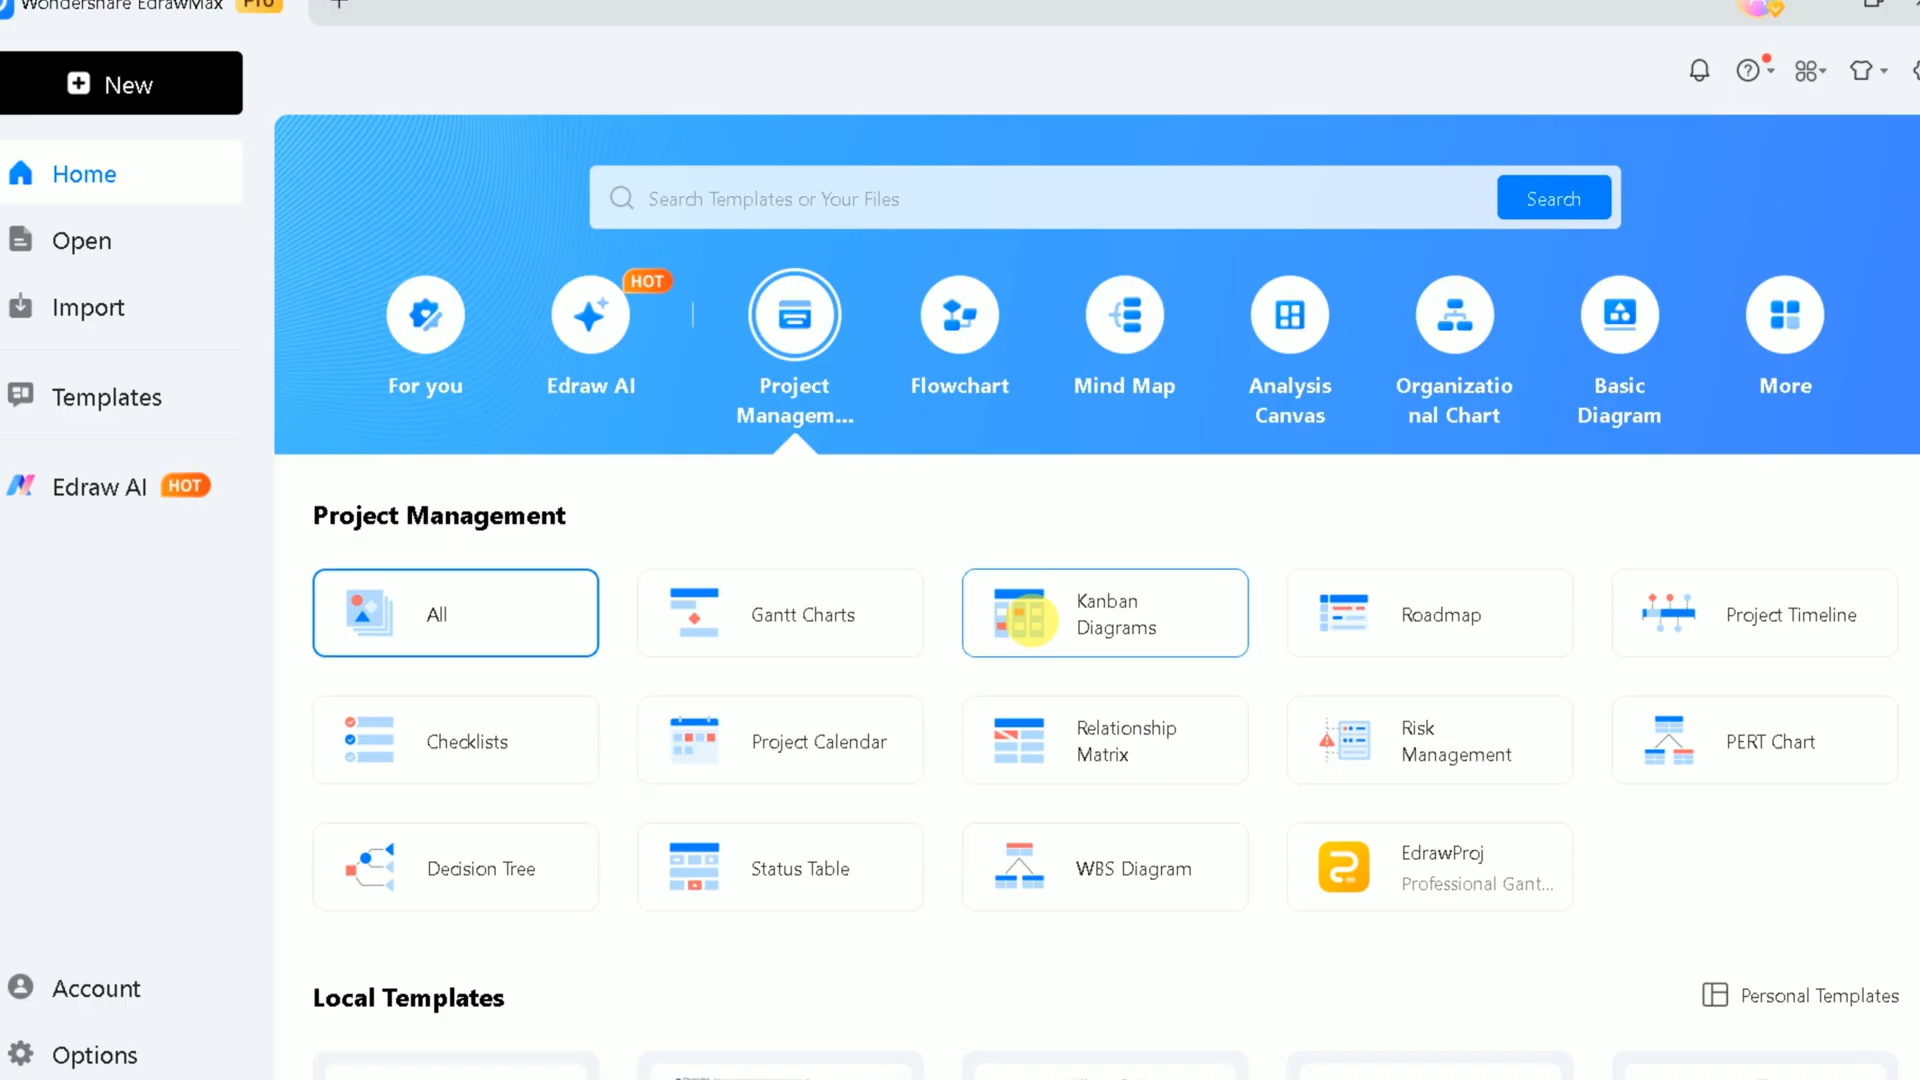 Wondershare EdrawMax Pro
New
Home
Open
Import
Templates
Edraw AI HOT
Account
Options
Search Templates or Your Files
Search
For you
Edraw AI
HOT
Project
Managem...
Flowchart
Mind Map
Analysis
Canvas
Organizatio
nal Chart
Basic
Diagram
More
Project Management
All
Gantt Charts
Kanban
Diagrams
Roadmap
Project Timeline
Checklists
Project Calendar
Relationship
Matrix
Risk
Management
PERT Chart
Decision Tree
Status Table
WBS Diagram
EdrawProj
Professional Gant...
Local Templates
Personal Templates